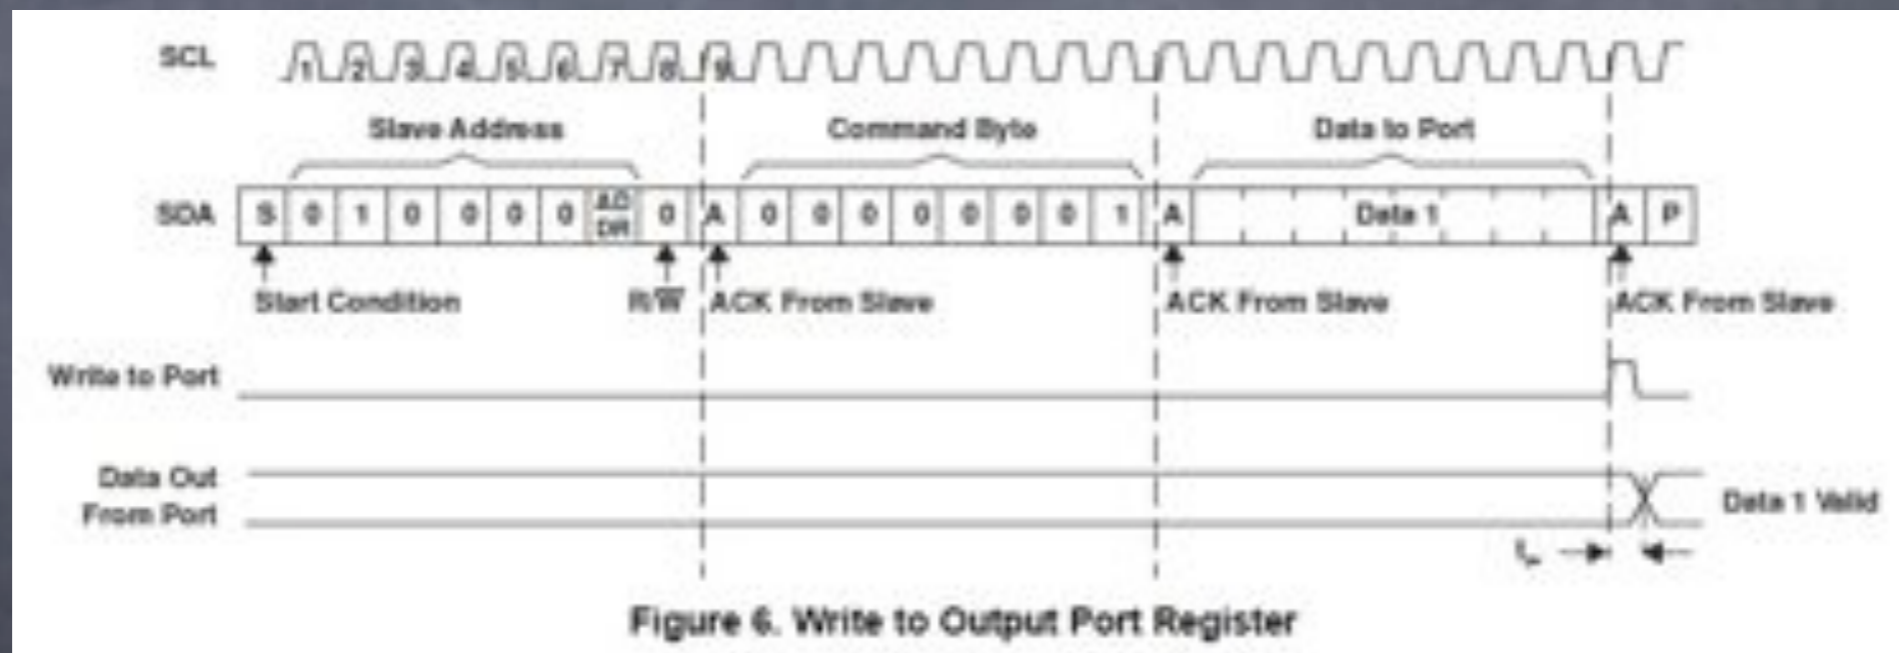 SCL 1 2 3 4 5 6 7 8 9
Slave Address Command Byte Data to Port
SDA S 0 1 0 0 0 0 AD DR 0 A 0 0 0 0 0 0 0 1 A Data 1 A P
Start Condition R/W ACK From Slave ACK From Slave ACK From Slave
Write to Port
Data Out
From Port
Data 1 Valid
Figure 6. Write to Output Port Register